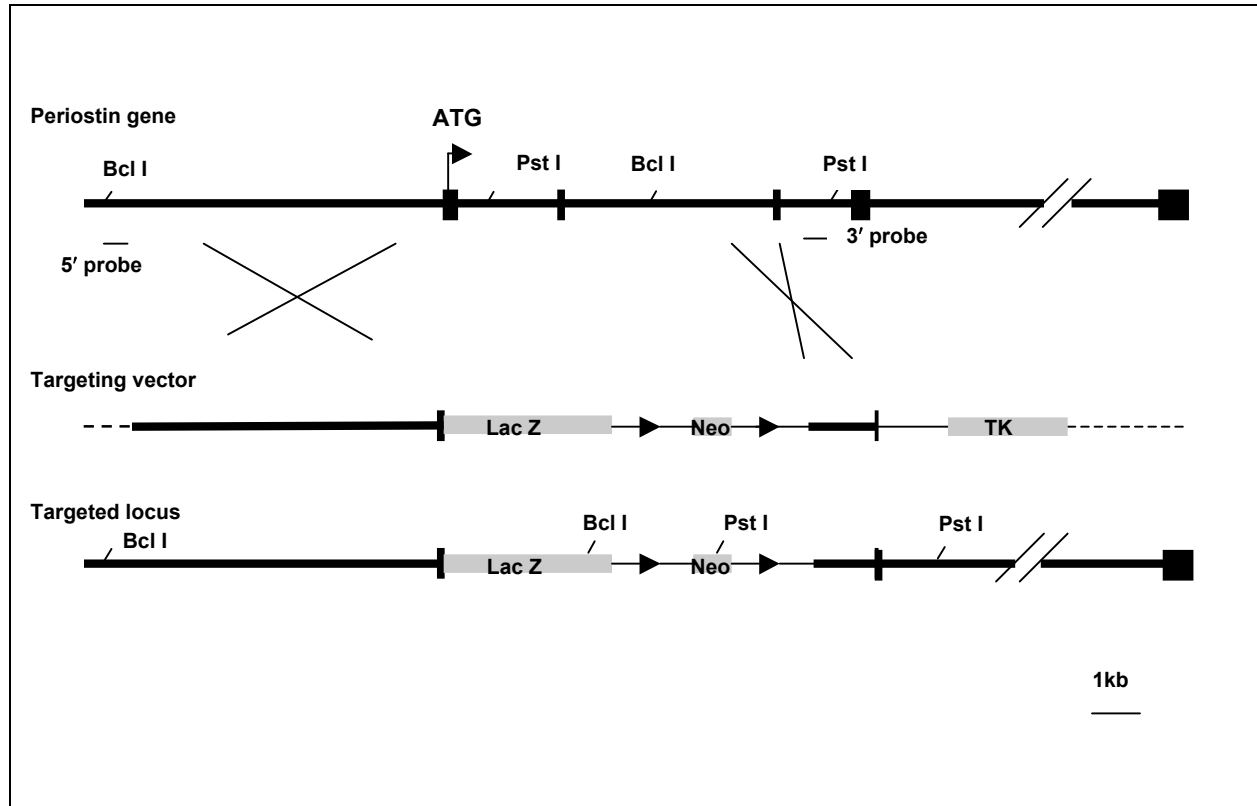 Periostin gene
ATG
Bcl I
Pst I
Bcl I
Pst I
5′ probe
3′ probe
Targeting vector
Lac Z
Neo
TK
Targeted locus
Bcl I
Bcl I
Pst I
Pst I
Lac Z
Neo
1kb